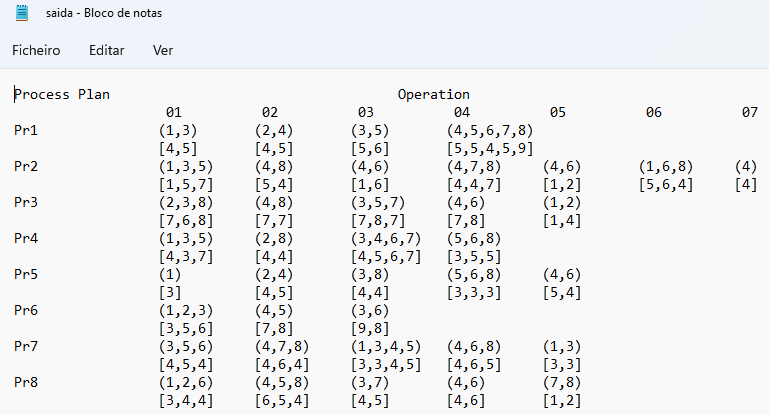 saida - Bloco de notas
Ficheiro Editar Ver
Process Plan Operation
01 02 03 04 05 06 07
Pr1 (1,3) (2,4) (3,5) (4,5,6,7,8)
[4,5] [4,5] [5,6] [5,5,4,5,9]
Pr2 (1,3,5) (4,8) (4,6) (4,7,8) (4,6) (1,6,8) (4)
[1,5,7] [5,4] [1,6] [4,4,7] [1,2] [5,6,4] [4]
Pr3 (2,3,8) (4,8) (3,5,7) (4,6) (1,2)
[7,6,8] [7,7] [7,8,7] [7,8] [1,4]
Pr4 (1,3,5) (2,8) (3,4,6,7) (5,6,8)
[4,3,7] [4,4] [4,5,6,7] [3,5,5]
Pr5 (1) (2,4) (3,8) (5,6,8) (4,6)
[3] [4,5] [4,4] [3,3,3] [5,4]
Pr6 (1,2,3) (4,5) (3,6)
[3,5,6] [7,8] [9,8]
Pr7 (3,5,6) (4,7,8) (1,3,4,5) (4,6,8) (1,3)
[4,5,4] [4,6,4] [3,3,4,5] [4,6,5] [3,3]
Pr8 (1,2,6) (4,5,8) (3,7) (4,6) (7,8)
[3,4,4] [6,5,4] [4,5] [4,6] [1,2]